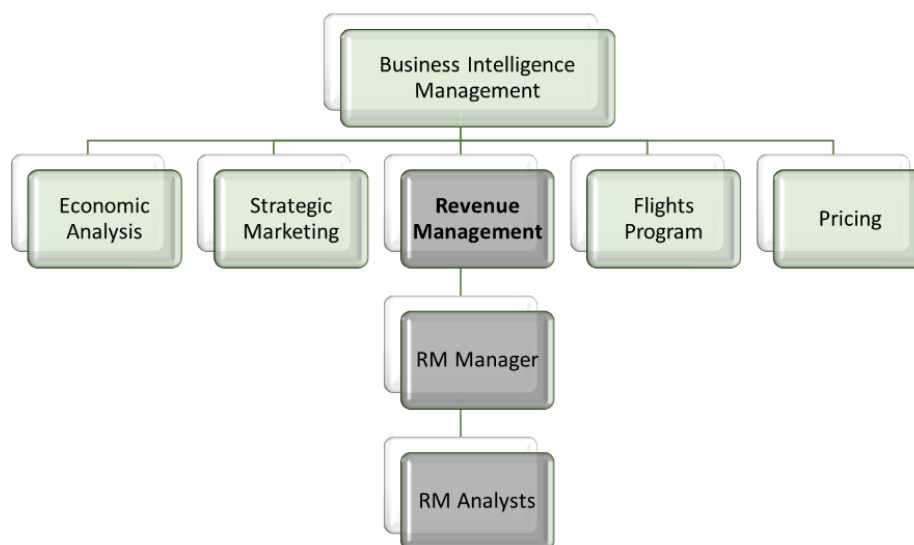 Business Intelligence
Management
Economic
Analysis
Strategic
Marketing
Revenue
Management
Flights
Program
Pricing
RM Manager
RM Analysts